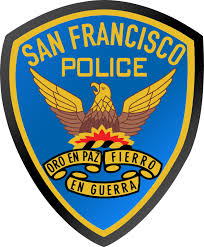 SAN FRANCISCO
POLICE
ORO EN PAZ FIERRO
EN GUERRA